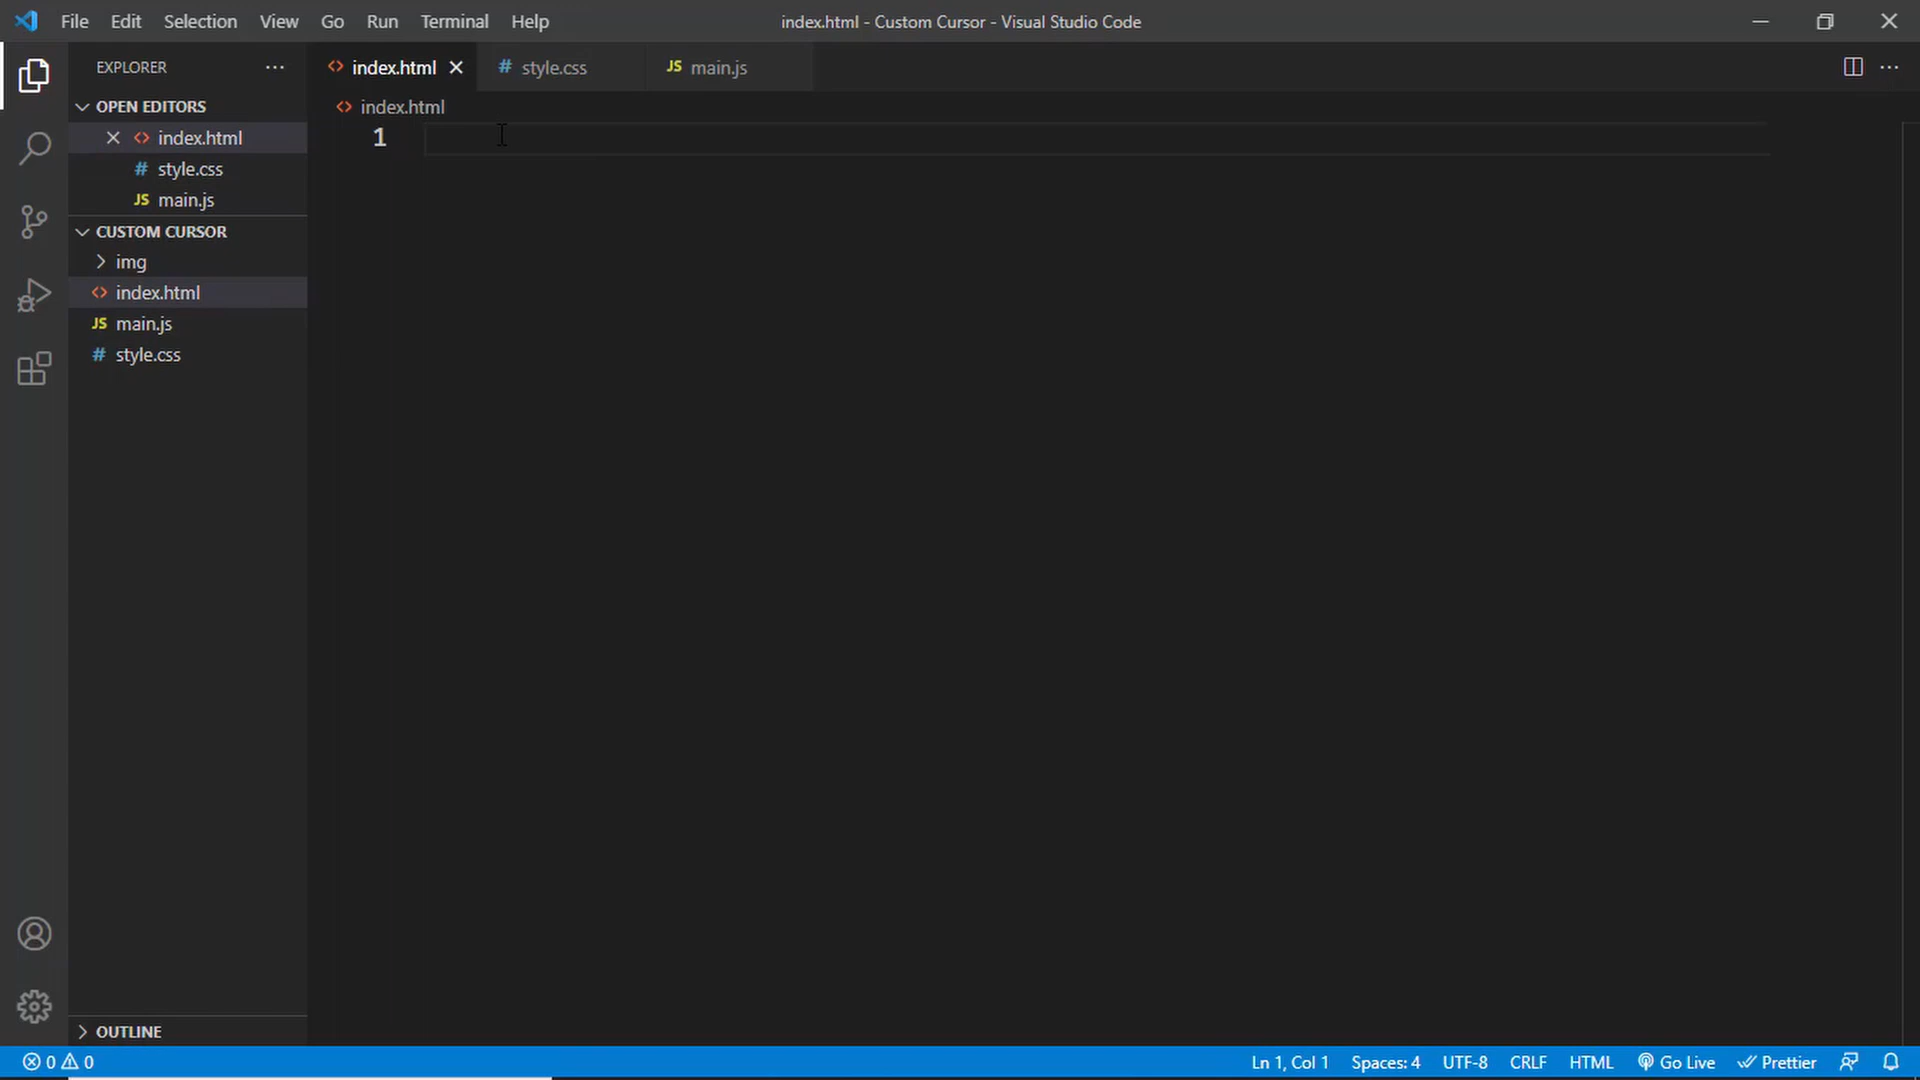 File Edit Selection View Go Run Terminal Help
index.html - Custom Cursor - Visual Studio Code
EXPLORER
OPEN EDITORS
index.html
style.css
JS main.js
CUSTOM CURSOR
img
index.html
JS main.js
# style.css
index.html
# style.css
JS main.js
index.html
1
OUTLINE
0 0
Ln 1, Col 1 Spaces: 4 UTF-8 CRLF HTML Go Live Prettier